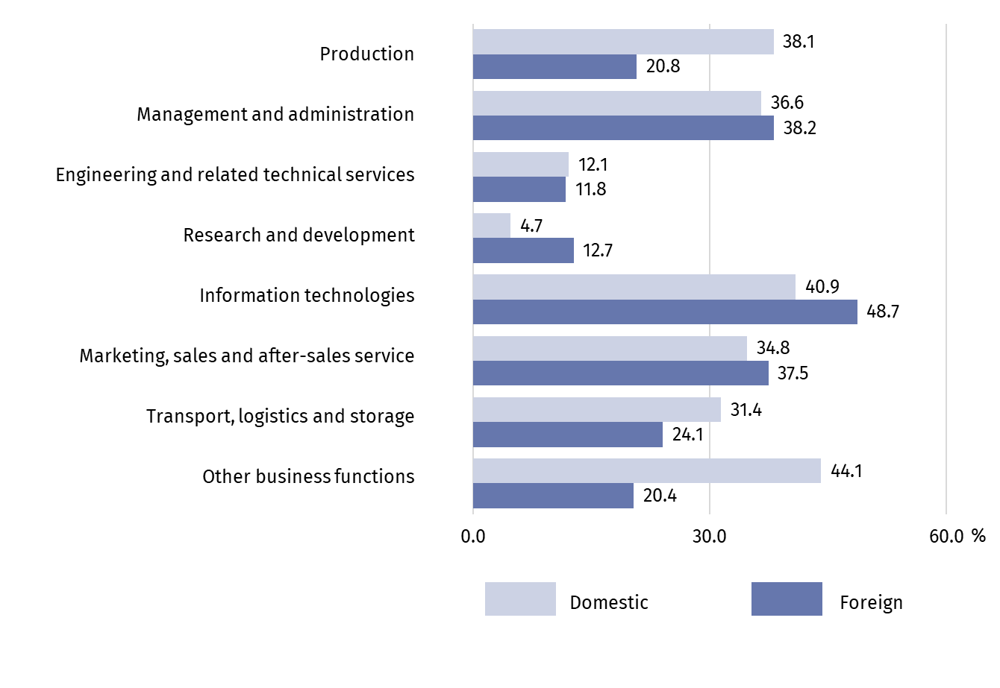 Production
38.1
20.8
Management and administration
36.6
38.2
Engineering and related technical services
12.1
11.8
Research and development
4.7
12.7
Information technologies
40.9
48.7
Marketing, sales and after-sales service
34.8
37.5
Transport, logistics and storage
31.4
24.1
Other business functions
44.1
20.4
0.0 30.0 60.0 %
Domestic Foreign